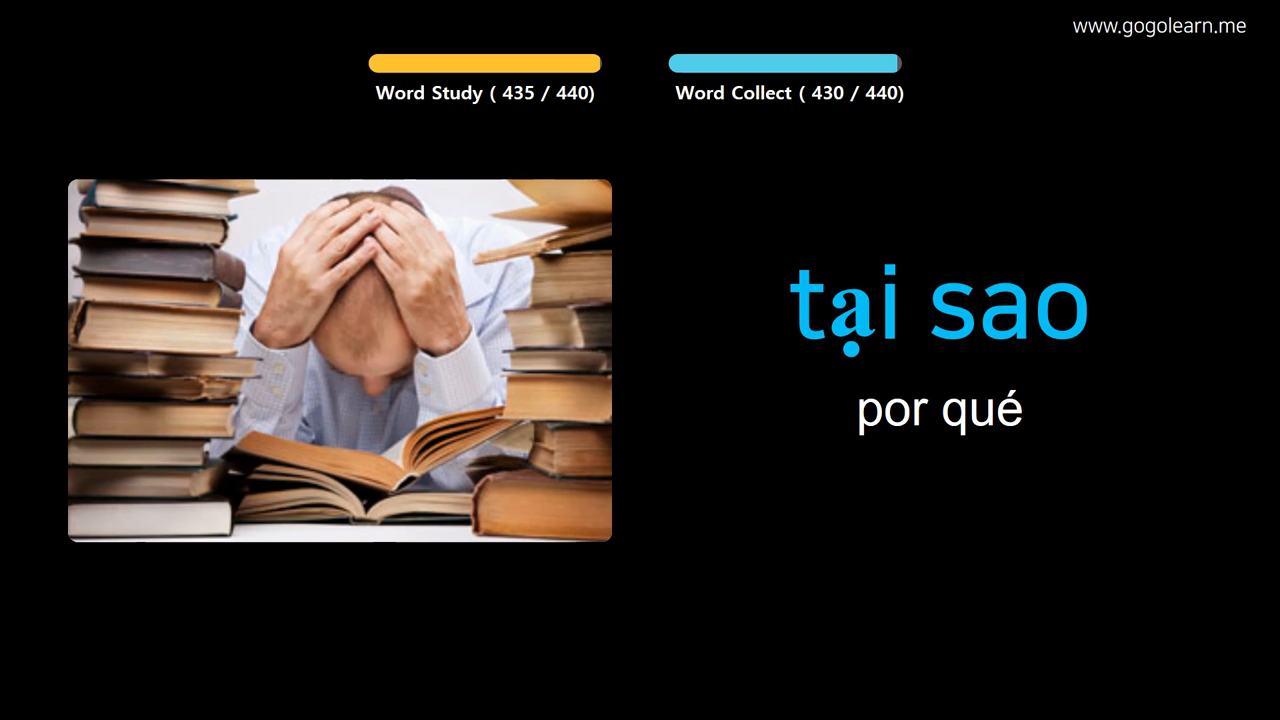 www.gogolearn.me
Word Study ( 435 / 440)
Word Collect ( 430 / 440)
tại sao
por qué